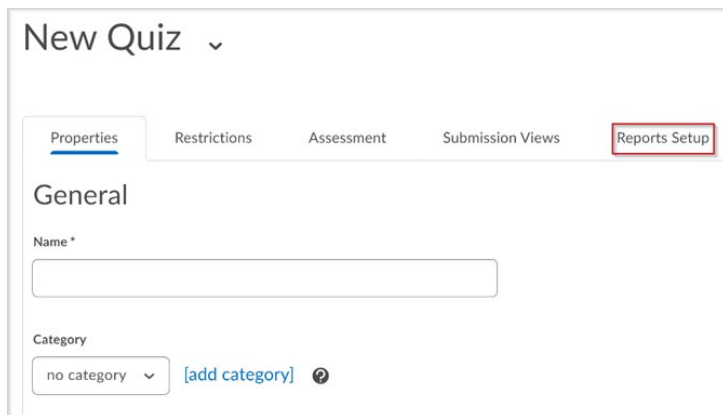 New Quiz
Properties Restrictions Assessment Submission Views Reports Setup
General
Name *
Category
no category [add category] ?